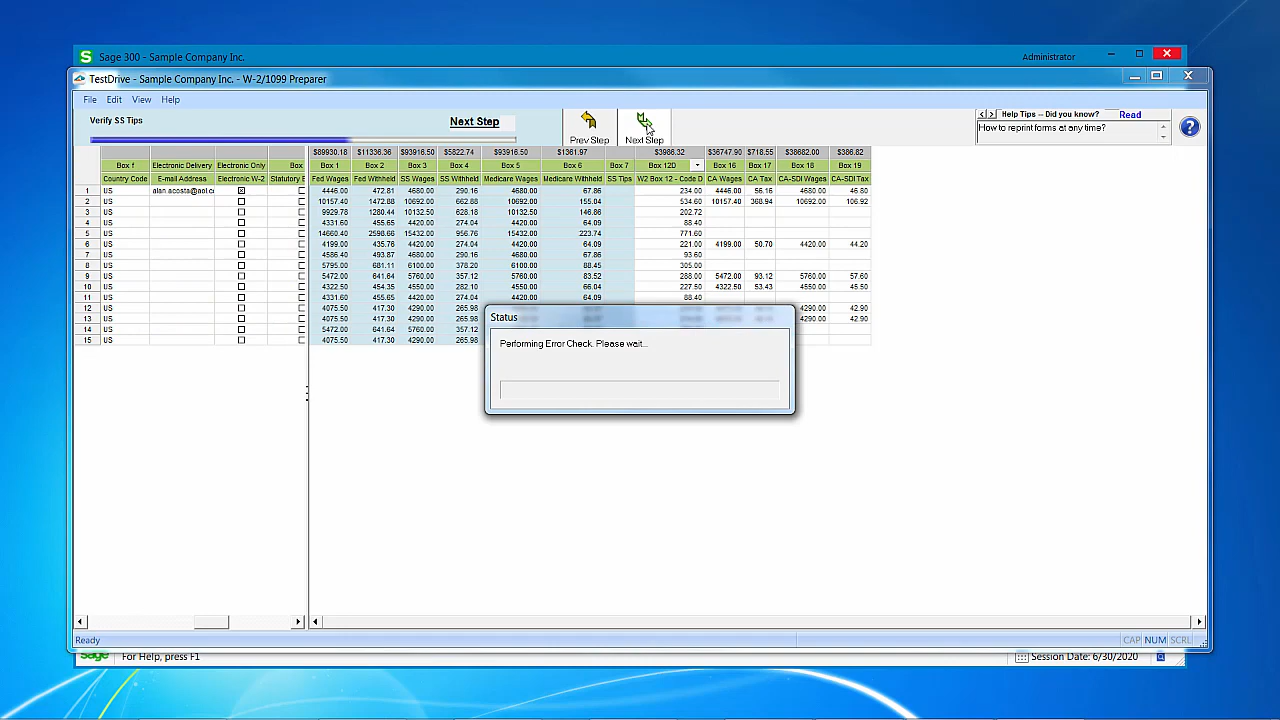 Sage 300 - Sample Company Inc. Administrator
TestDrive - Sample Company Inc. - W-2/1099 Preparer
File Edit View Help
Verify SS Tips Next Step Prev Step Next Step
Help Tips -- Did you know? Read
How to reprint forms at any time?
$89930.18 $11336.36 $93916.50 $5822.74 $93916.50 $1361.97 $3986.32 $36747.90 $718.55 $38682.00 $386.82
Box f Electronic Delivery Electronic Only Box Box 1 Box 2 Box 3 Box 4 Box 5 Box 6 Box 7 Box 12D Box 16 Box 17 Box 18 Box 19
Country Code E-mail Address Electronic W-2 Statutory E Fed Wages Fed Withheld SS Wages SS Withheld Medicare Wages Medicare Withheld SS Tips W2 Box 12 - Code D CA Wages CA Tax CA-SDI Wages CA-SDI Tax
1 US alan acosta@aol.c 4446.00 472.81 4680.00 290.16 4680.00 67.86 234.00 4446.00 56.16 4680.00 46.80
2 US 10157.40 1472.88 10692.00 662.88 10692.00 155.04 534.60 10157.40 368.94 10692.00 106.92
3 US 9929.78 1280.44 10132.50 628.18 10132.50 146.86 202.72
4 US 4331.60 455.65 4420.00 274.04 4420.00 64.09 88.40
5 US 14660.40 2598.66 15432.00 956.76 15432.00 223.74 771.60
6 US 4199.00 435.76 4420.00 274.04 4420.00 64.09 221.00 4199.00 50.70 4420.00 44.20
7 US 4586.40 493.87 4680.00 290.16 4680.00 67.86 93.60
8 US 5795.00 681.11 6100.00 378.20 6100.00 88.45 305.00
9 US 5472.00 641.64 5760.00 357.12 5760.00 83.52 288.00 5472.00 93.12 5760.00 57.60
10 US 4322.50 454.35 4550.00 282.10 4550.00 66.04 227.50 4322.50 53.43 4550.00 45.50
11 US 4331.60 455.65 4420.00 274.04 4420.00 64.09 88.40
12 US 4075.50 417.30 4290.00 265.98 4290.00 42.90
13 US 4075.50 417.30 4290.00 265.98 4290.00 42.90
14 US 5472.00 641.64 5760.00 357.12
15 US 4075.50 417.30 4290.00 265.98
Status
Performing Error Check. Please wait...
Ready CAP NUM SCRL
sage For Help, press F1 Session Date: 6/30/2020